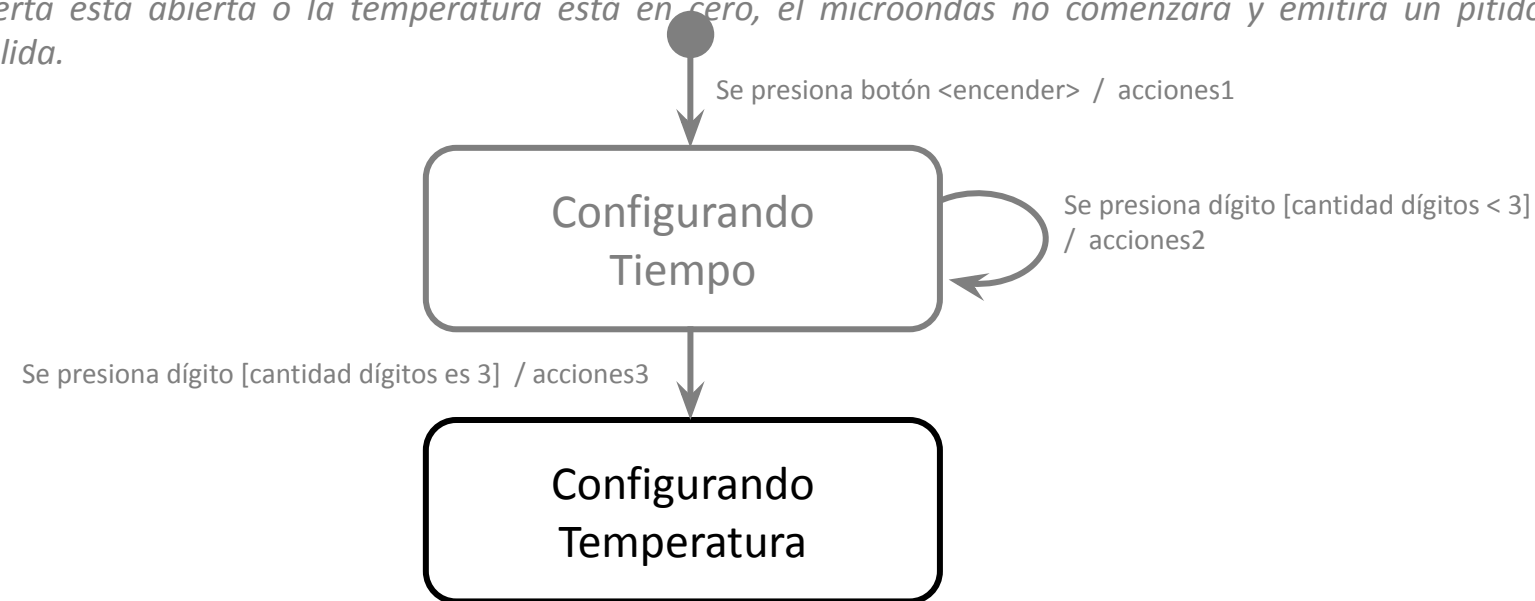 erta está abierta o la temperatura está en cero, el microondas no comenzará y emitirá un pitido
lida.
Se presiona botón <encender> / acciones1
Configurando
Tiempo
Se presiona dígito [cantidad dígitos < 3]
/ acciones2
Se presiona dígito [cantidad dígitos es 3] / acciones3
Configurando
Temperatura